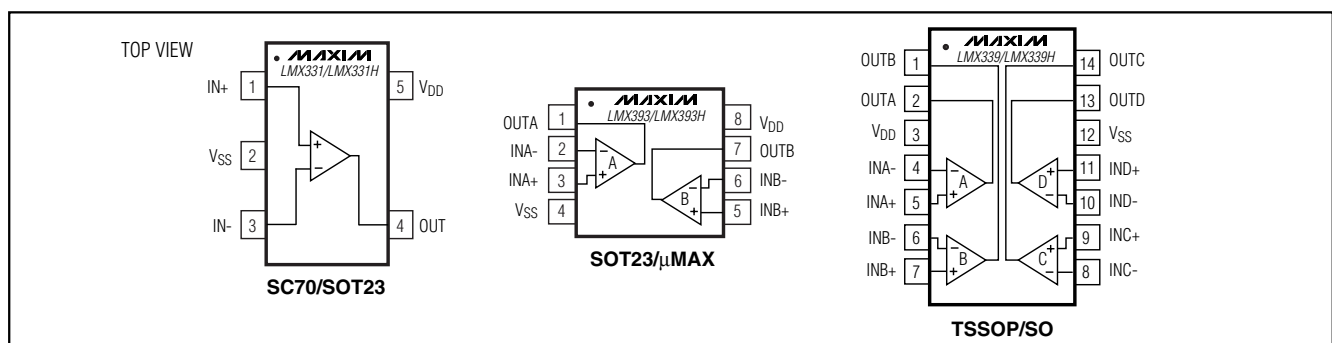 TOP VIEW
MAXIM
LMX331/LMX331H
IN+
1
5
VDD
VSS
2
+
−
IN-
3
4
OUT
SC70/SOT23
MAXIM
LMX393/LMX393H
OUTA
1
8
VDD
INA-
2
7
OUTB
INA+
3
6
INB-
VSS
4
5
INB+
−
A
+
−
B
+
SOT23/μMAX
MAXIM
LMX339/LMX339H
OUTB
1
14
OUTC
OUTA
2
13
OUTD
VDD
3
12
VSS
INA-
4
11
IND+
INA+
5
10
IND-
INB-
6
9
INC+
INB+
7
8
INC-
−
A
+
+
D
−
−
B
+
+
C
−
TSSOP/SO